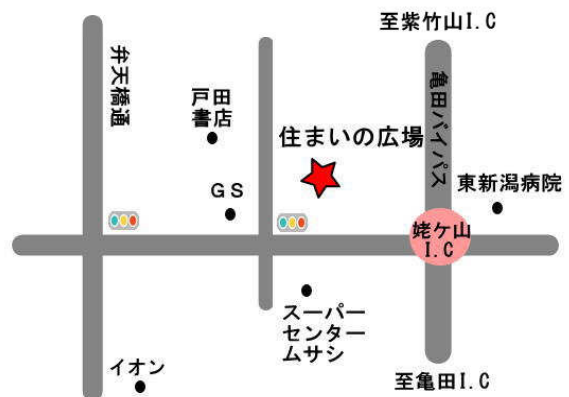 至紫竹山I.C
弁天橋通
戸田
書店
亀田バイパス
住まいの広場
東新潟病院
GS
姥ケ山
I.C
スーパー
センター
ムサシ
イオン
至亀田I.C